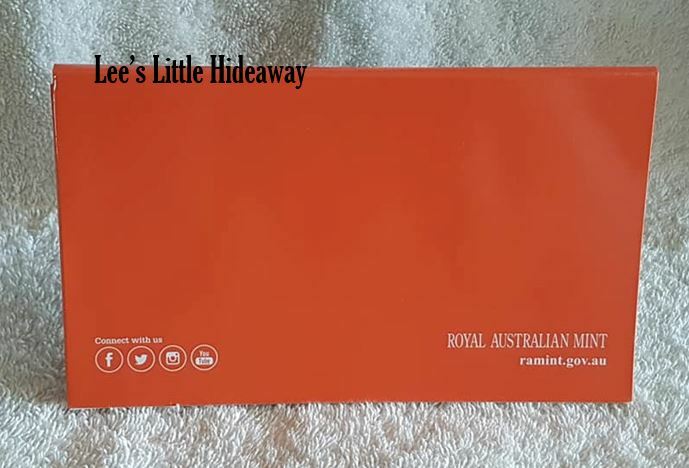 Lee's Little Hideaway
Connect with us
You
Tube
ROYAL AUSTRALIAN MINT
ramint.gov.au